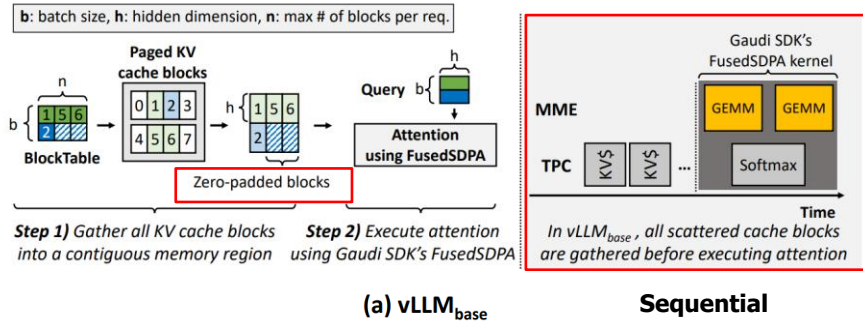 b: batch size, h: hidden dimension, n: max # of blocks per req.
Paged KV
cache blocks
n
b
1 5 6
2
BlockTable
0 1 2 3
4 5 6 7
h
1 5 6
2
Zero-padded blocks
h
Query
b
Attention
using FusedSDPA
Step 1) Gather all KV cache blocks
into a contiguous memory region
Step 2) Execute attention
using Gaudi SDK's FusedSDPA
Gaudi SDK's
FusedSDPA kernel
MME
GEMM GEMM
TPC
KV$ KV$ ...
Softmax
Time
In vLLMbase, all scattered cache blocks
are gathered before executing attention
(a) vLLMbase
Sequential